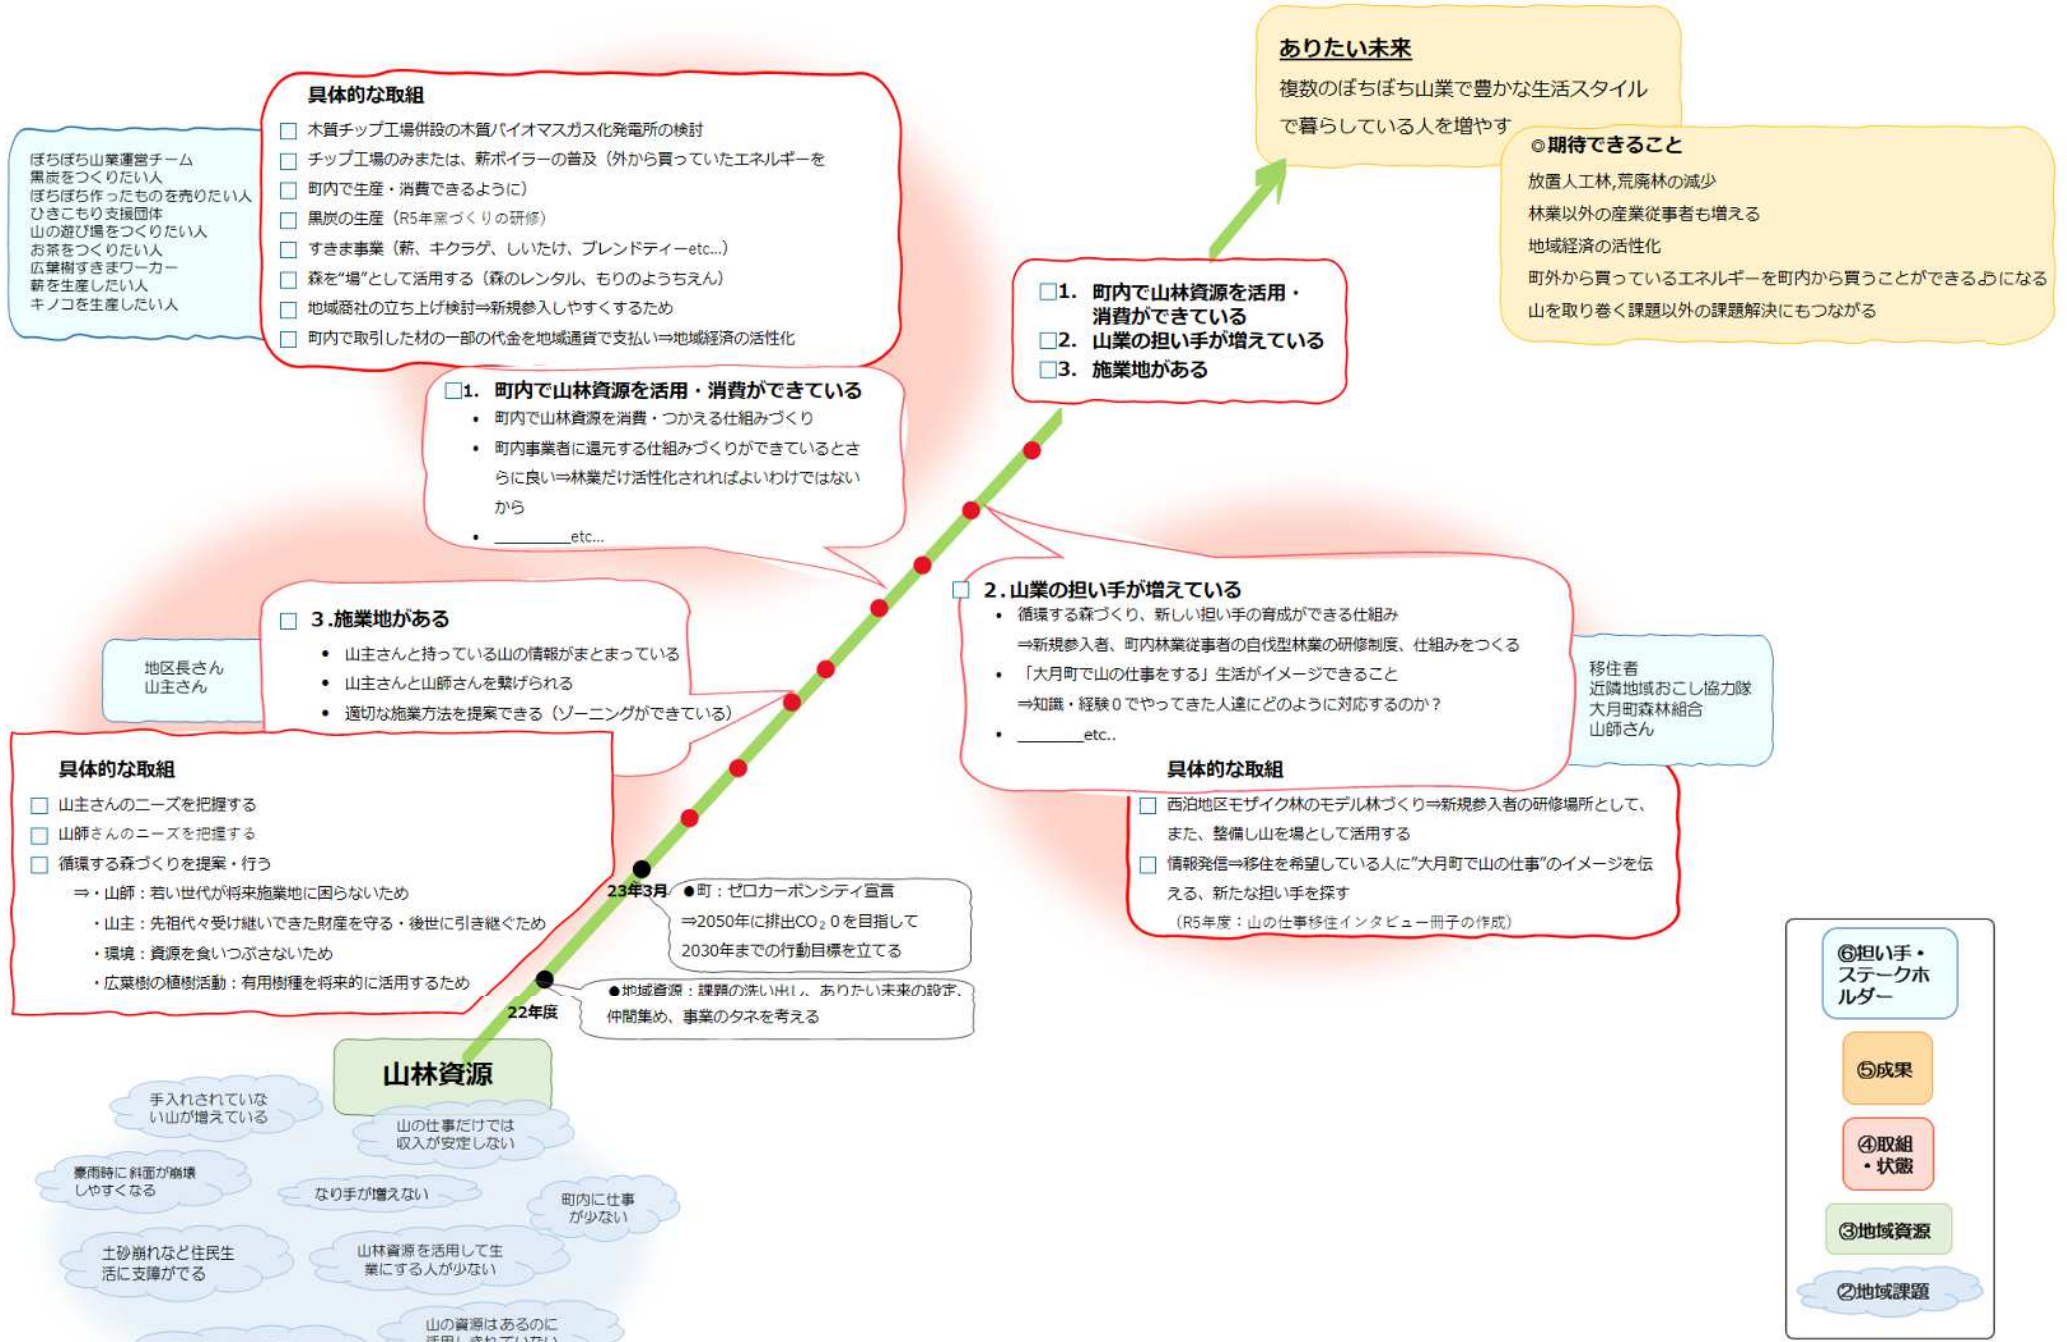 ありたい未来
複数のぼちぼち山業で豊かな生活スタイル
で暮らしている人を増やす
◎期待できること
放置人工林,荒廃林の減少
林業以外の産業従事者も増える
地域経済の活性化
町外から買っているエネルギーを町内から買うことができるようになる
山を取り巻く課題以外の課題解決にもつながる
具体的な取組
□ 木質チップ工場併設の木質バイオマスガス化発電所の検討
□ チップ工場のみまたは、薪ボイラーの普及（外から買っていたエネルギーを
□ 町内で生産・消費できるように）
□ 黒炭の生産（R5年窯づくりの研修）
□ すきま事業（薪、キクラゲ、しいたけ、ブレンドティーetc...）
□ 森を“場”として活用する（森のレンタル、もりのようちえん）
□ 地域商社の立ち上げ検討⇒新規参入しやすくするため
□ 町内で取引した材の一部の代金を地域通貨で支払い⇒地域経済の活性化
ぼちぼち山業運営チーム
黒炭をつくりたい人
ぼちぼち作ったものを売りたい人
ひきこもり支援団体
山の遊び場をつくりたい人
お茶をつくりたい人
広葉樹すきまワーカー
薪を生産したい人
キノコを生産したい人
□1. 町内で山林資源を活用・
消費ができている
□2. 山業の担い手が増えている
□3. 施業地がある
□1. 町内で山林資源を活用・消費ができている
• 町内で山林資源を消費・つかえる仕組みづくり
• 町内事業者に還元する仕組みづくりができているとさ
らに良い⇒林業だけ活性化されればよいわけではない
から
• _________etc...
□ 3.施業地がある
• 山主さんと持っている山の情報がまとまっている
• 山主さんと山師さんを繋げられる
• 適切な施業方法を提案できる（ゾーニングができている）
地区長さん
山主さん
□ 2.山業の担い手が増えている
• 循環する森づくり、新しい担い手の育成ができる仕組み
⇒新規参入者、町内林業従事者の自伐型林業の研修制度、仕組みをつくる
• 「大月町で山の仕事をする」生活がイメージできること
⇒知識・経験０でやってきた人達にどのように対応するのか？
• ________etc..
移住者
近隣地域おこし協力隊
大月町森林組合
山師さん
具体的な取組
□ 西泊地区モザイク林のモデル林づくり⇒新規参入者の研修場所として、
また、整備し山を場として活用する
□ 情報発信⇒移住を希望している人に”大月町で山の仕事”のイメージを伝
える、新たな担い手を探す
（R5年度：山の仕事移住インタビュー冊子の作成）
具体的な取組
□ 山主さんのニーズを把握する
□ 山師さんのニーズを把握する
□ 循環する森づくりを提案・行う
⇒・山師：若い世代が将来施業地に困らないため
・山主：先祖代々受け継いできた財産を守る・後世に引き継ぐため
・環境：資源を食いつぶさないため
・広葉樹の植樹活動：有用樹種を将来的に活用するため
23年3月
●町：ゼロカーボンシティ宣言
⇒2050年に排出CO₂０を目指して
2030年までの行動目標を立てる
22年度
●地域資源：課題の洗い出し、ありたい未来の設定、
仲間集め、事業のタネを考える
山林資源
手入れされていな
い山が増えている
山の仕事だけでは
収入が安定しない
豪雨時に斜面が崩壊
しやすくなる
なり手が増えない
町内に仕事
が少ない
土砂崩れなど住民生
活に支障がでる
山林資源を活用して生
業にする人が少ない
山の資源はあるのに
活用しきれていない
⑥担い手・
ステークホ
ルダー
⑤成果
④取組
・状態
③地域資源
②地域課題